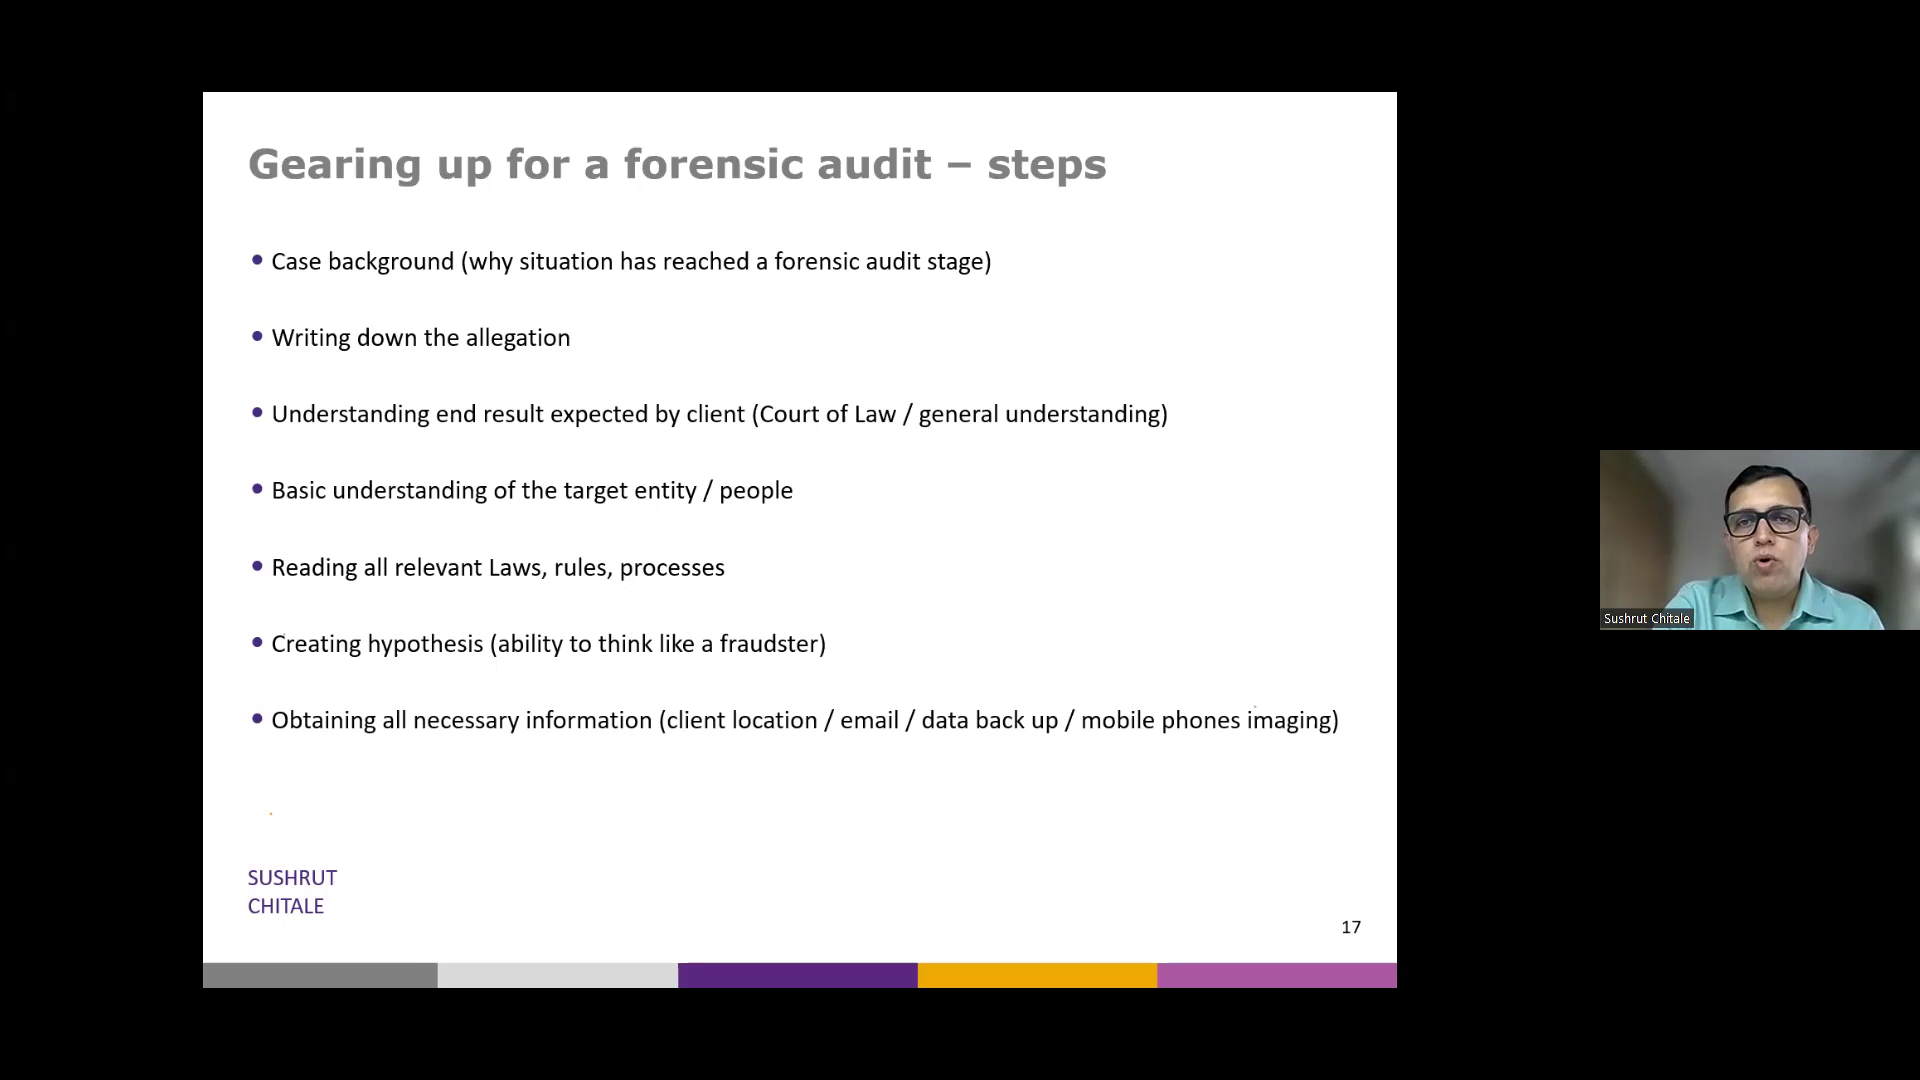 Gearing up for a forensic audit – steps
• Case background (why situation has reached a forensic audit stage)
• Writing down the allegation
• Understanding end result expected by client (Court of Law / general understanding)
• Basic understanding of the target entity / people
• Reading all relevant Laws, rules, processes
• Creating hypothesis (ability to think like a fraudster)
• Obtaining all necessary information (client location / email / data back up / mobile phones imaging)
SUSHRUT
CHITALE
17
Sushrut Chitale